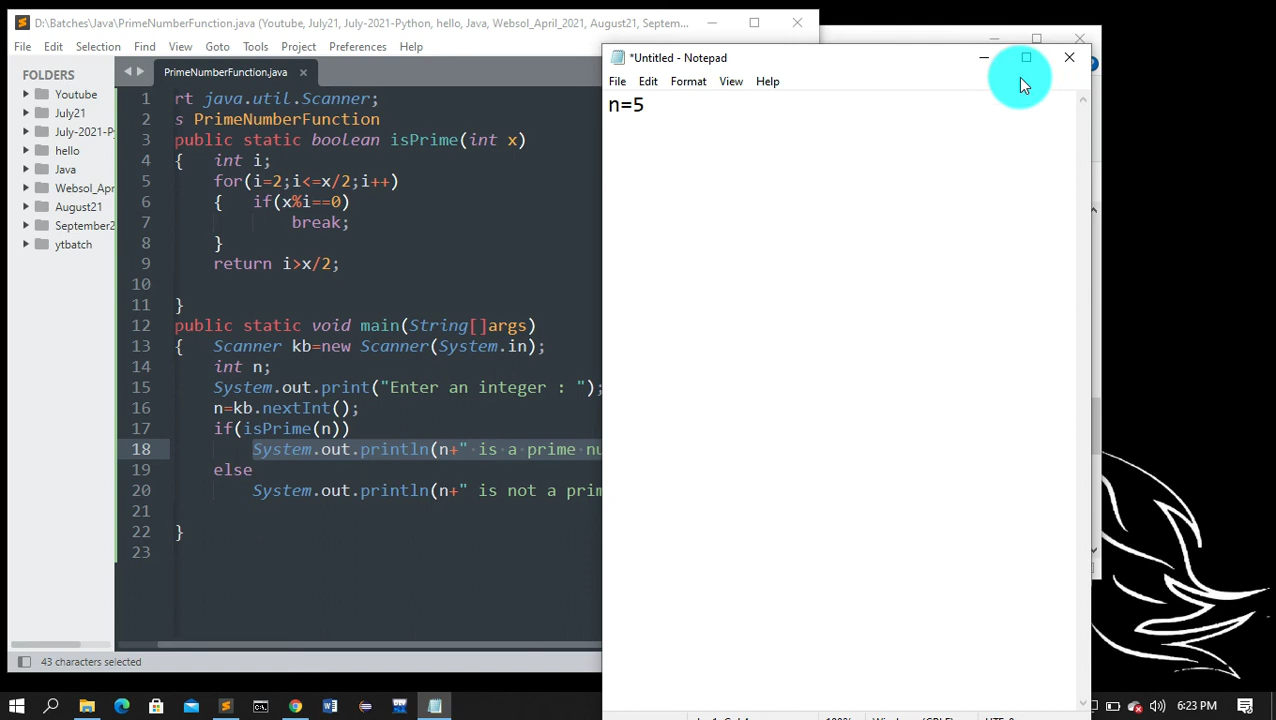 D:\Batches\Java\PrimeNumberFunction.java (Youtube, July21, July-2021-Python, hello, Java, Websol_April_2021, August21, Septem...
File Edit Selection Find View Goto Tools Project Preferences Help
FOLDERS
Youtube
July21
July-2021-P
hello
Java
Websol_Apr
August21
September2
ytbatch
PrimeNumberFunction.java
1 rt java.util.Scanner;
2 s PrimeNumberFunction
3 public static boolean isPrime(int x)
4 { int i;
5 for(i=2;i<=x/2;i++)
6 { if(x%i==0)
7 break;
8 }
9 return i>x/2;
10
11 }
12 public static void main(String[]args)
13 { Scanner kb=new Scanner(System.in);
14 int n;
15 System.out.print("Enter an integer : ");
16 n=kb.nextInt();
17 if(isPrime(n))
18 System.out.println(n+" is a prime nu
19 else
20 System.out.println(n+" is not a prim
21
22 }
23
43 characters selected
*Untitled - Notepad
File Edit Format View Help
n=5
6:23 PM